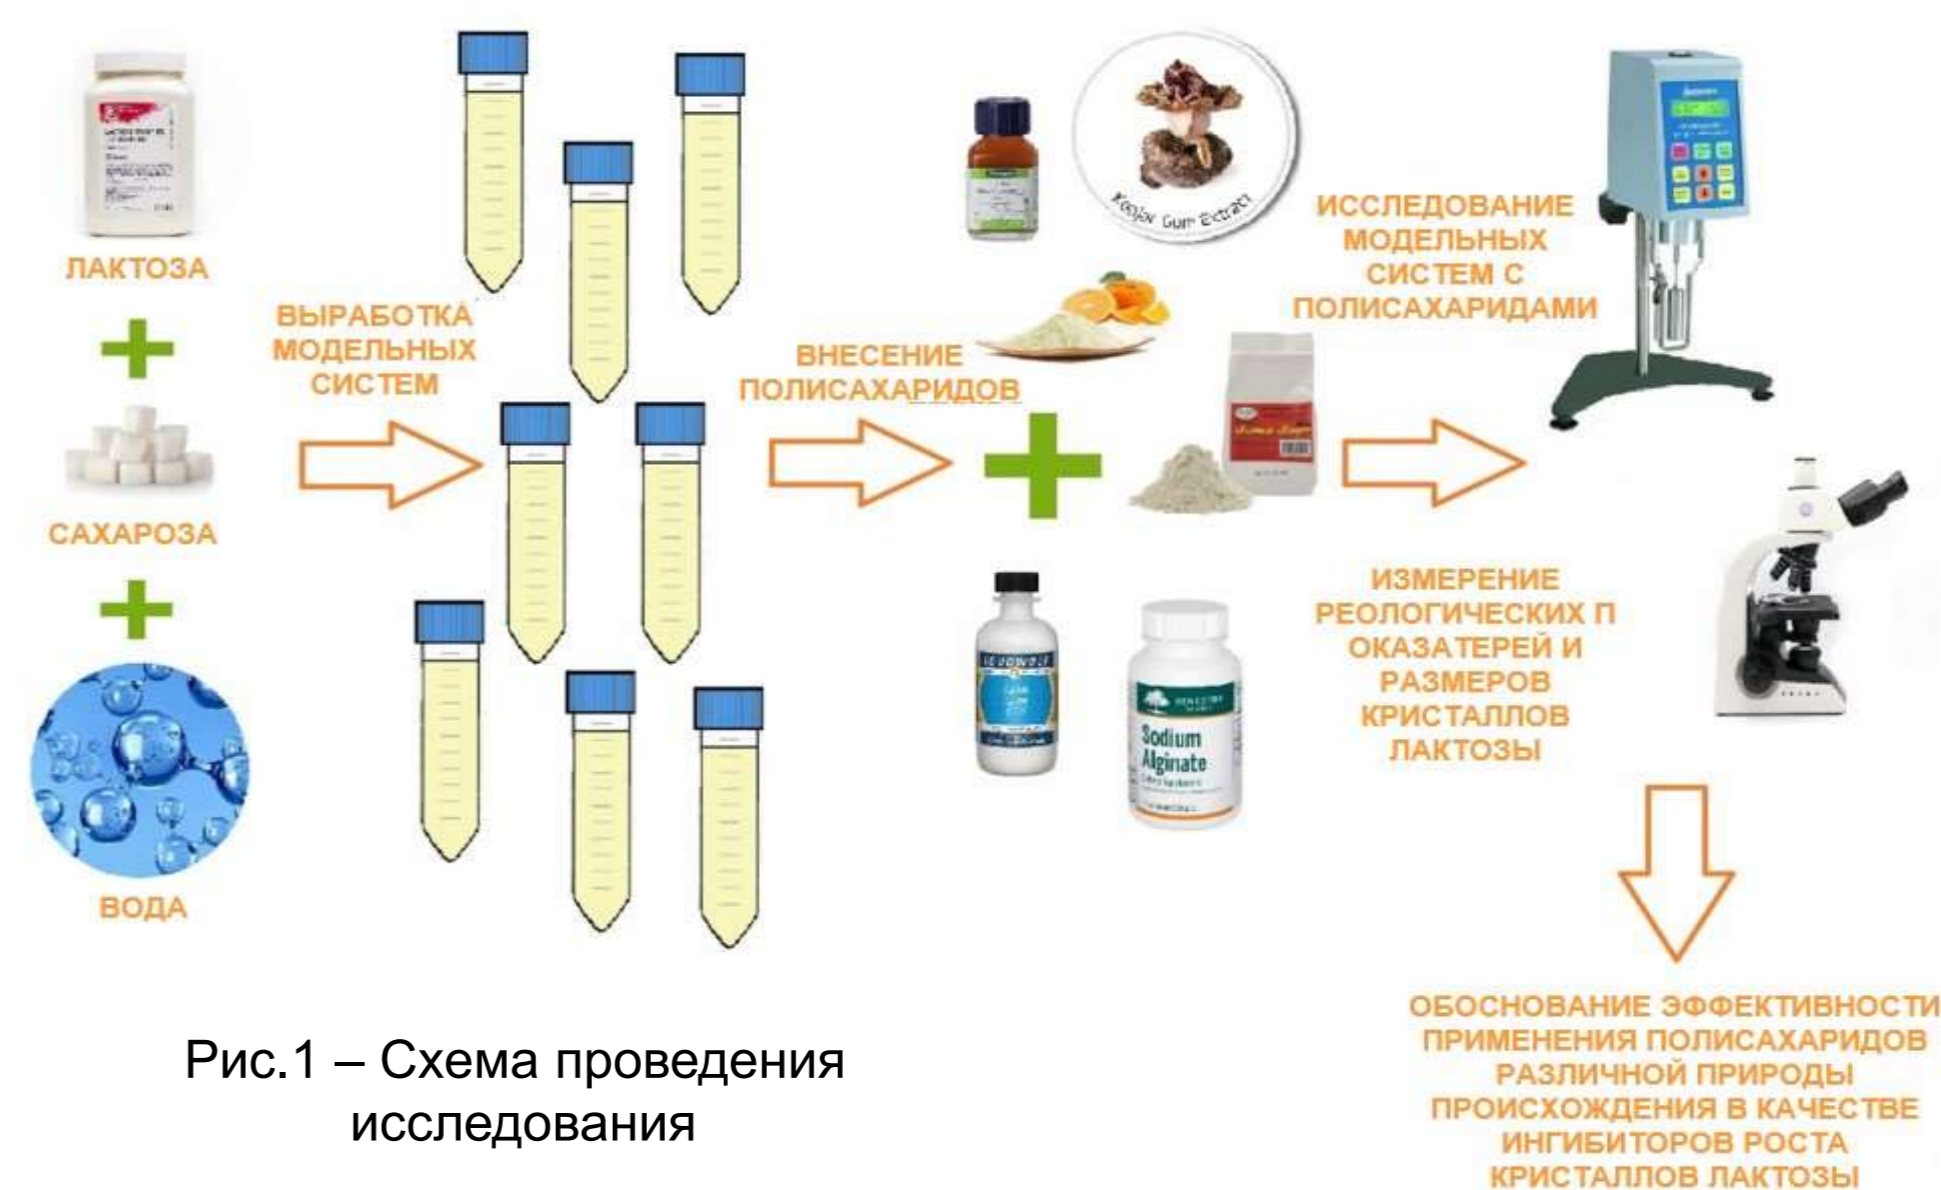 ЛАКТОЗА
САХАРОЗА
ВОДА
ВЫРАБОТКА
МОДЕЛЬНЫХ
СИСТЕМ
ВНЕСЕНИЕ
ПОЛИСАХАРИДОВ
Konjac Gum Extract
Sodium
Alginate
ИССЛЕДОВАНИЕ
МОДЕЛЬНЫХ
СИСТЕМ С
ПОЛИСАХАРИДАМИ
ИЗМЕРЕНИЕ
РЕОЛОГИЧЕСКИХ П
ОКАЗАТЕРЕЙ И
РАЗМЕРОВ
КРИСТАЛЛОВ
ЛАКТОЗЫ
ОБОСНОВАНИЕ ЭФФЕКТИВНОСТИ
ПРИМЕНЕНИЯ ПОЛИСАХАРИДОВ
РАЗЛИЧНОЙ ПРИРОДЫ
ПРОИСХОЖДЕНИЯ В КАЧЕСТВЕ
ИНГИБИТОРОВ РОСТА
КРИСТАЛЛОВ ЛАКТОЗЫ
Рис.1 – Схема проведения
исследования